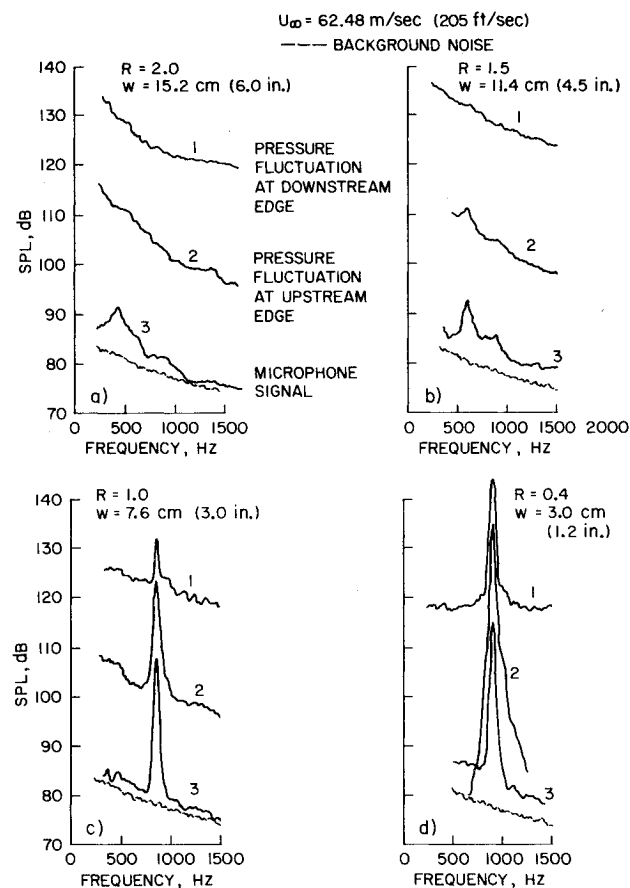 U∞ = 62.48 m/sec (205 ft/sec)
--- BACKGROUND NOISE
R = 2.0
W = 15.2 cm (6.0 in.)
R = 1.5
W = 11.4 cm (4.5 in.)
140
130
120
110
100
90
80
70
SPL, dB
1
2
3
a)
PRESSURE
FLUCTUATION
AT DOWNSTREAM
EDGE
PRESSURE
FLUCTUATION
AT UPSTREAM
EDGE
MICROPHONE
SIGNAL
1
2
3
b)
0 500 1000 1500
FREQUENCY, HZ
0 500 1000 1500 2000
FREQUENCY, HZ
R = 1.0
W = 7.6 cm (3.0 in.)
R = 0.4
W = 3.0 cm
(1.2 in.)
140
130
120
110
100
90
80
70
SPL, dB
1
2
3
c)
1
2
3
d)
0 500 1000 1500
FREQUENCY, HZ
0 500 1000 1500
FREQUENCY, HZ